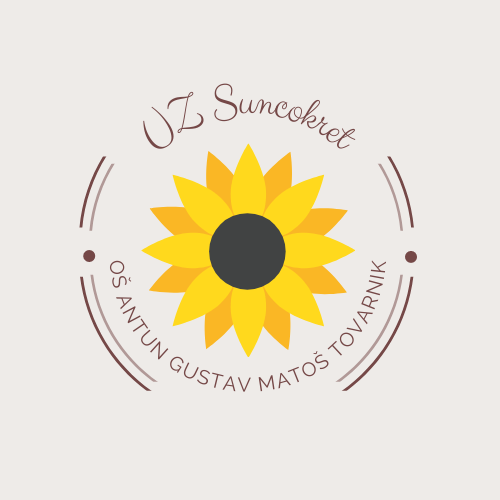 UZ Suncokret
OŠ ANTUN GUSTAV MATOŠ TOVARNIK